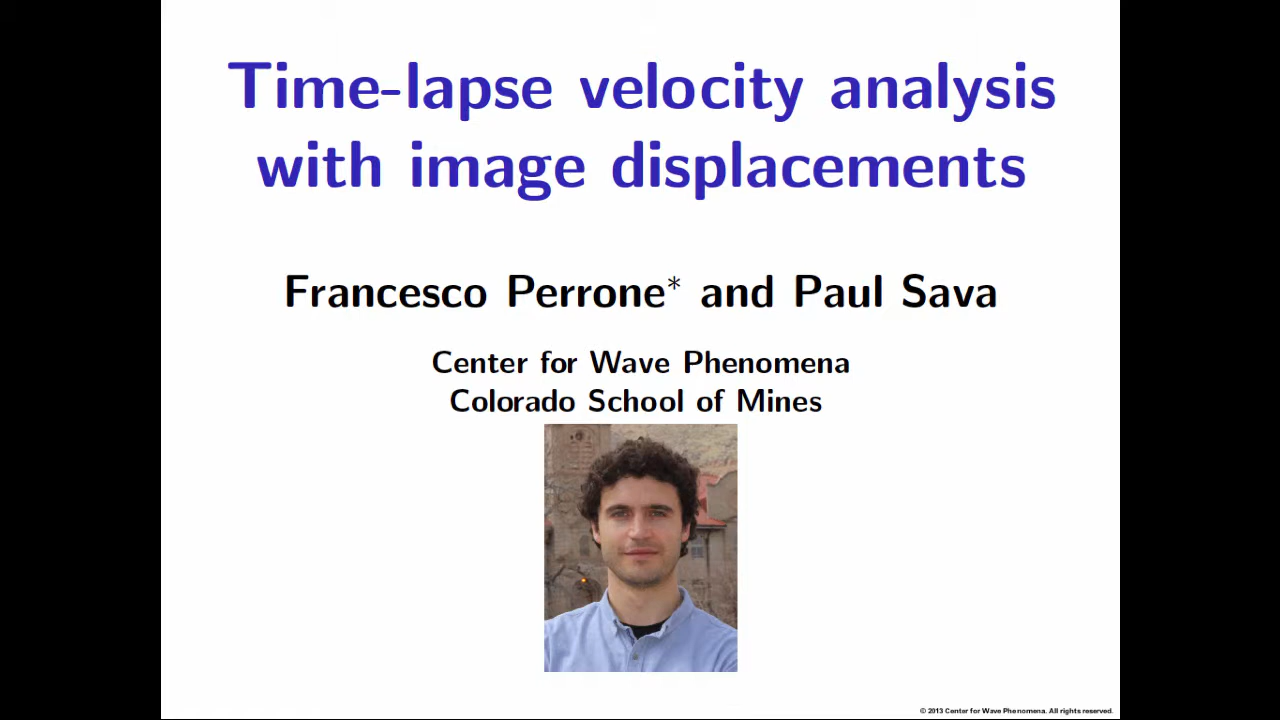 Time-lapse velocity analysis
with image displacements
Francesco Perrone* and Paul Sava
Center for Wave Phenomena
Colorado School of Mines
© 2013 Center for Wave Phenomena. All rights reserved.